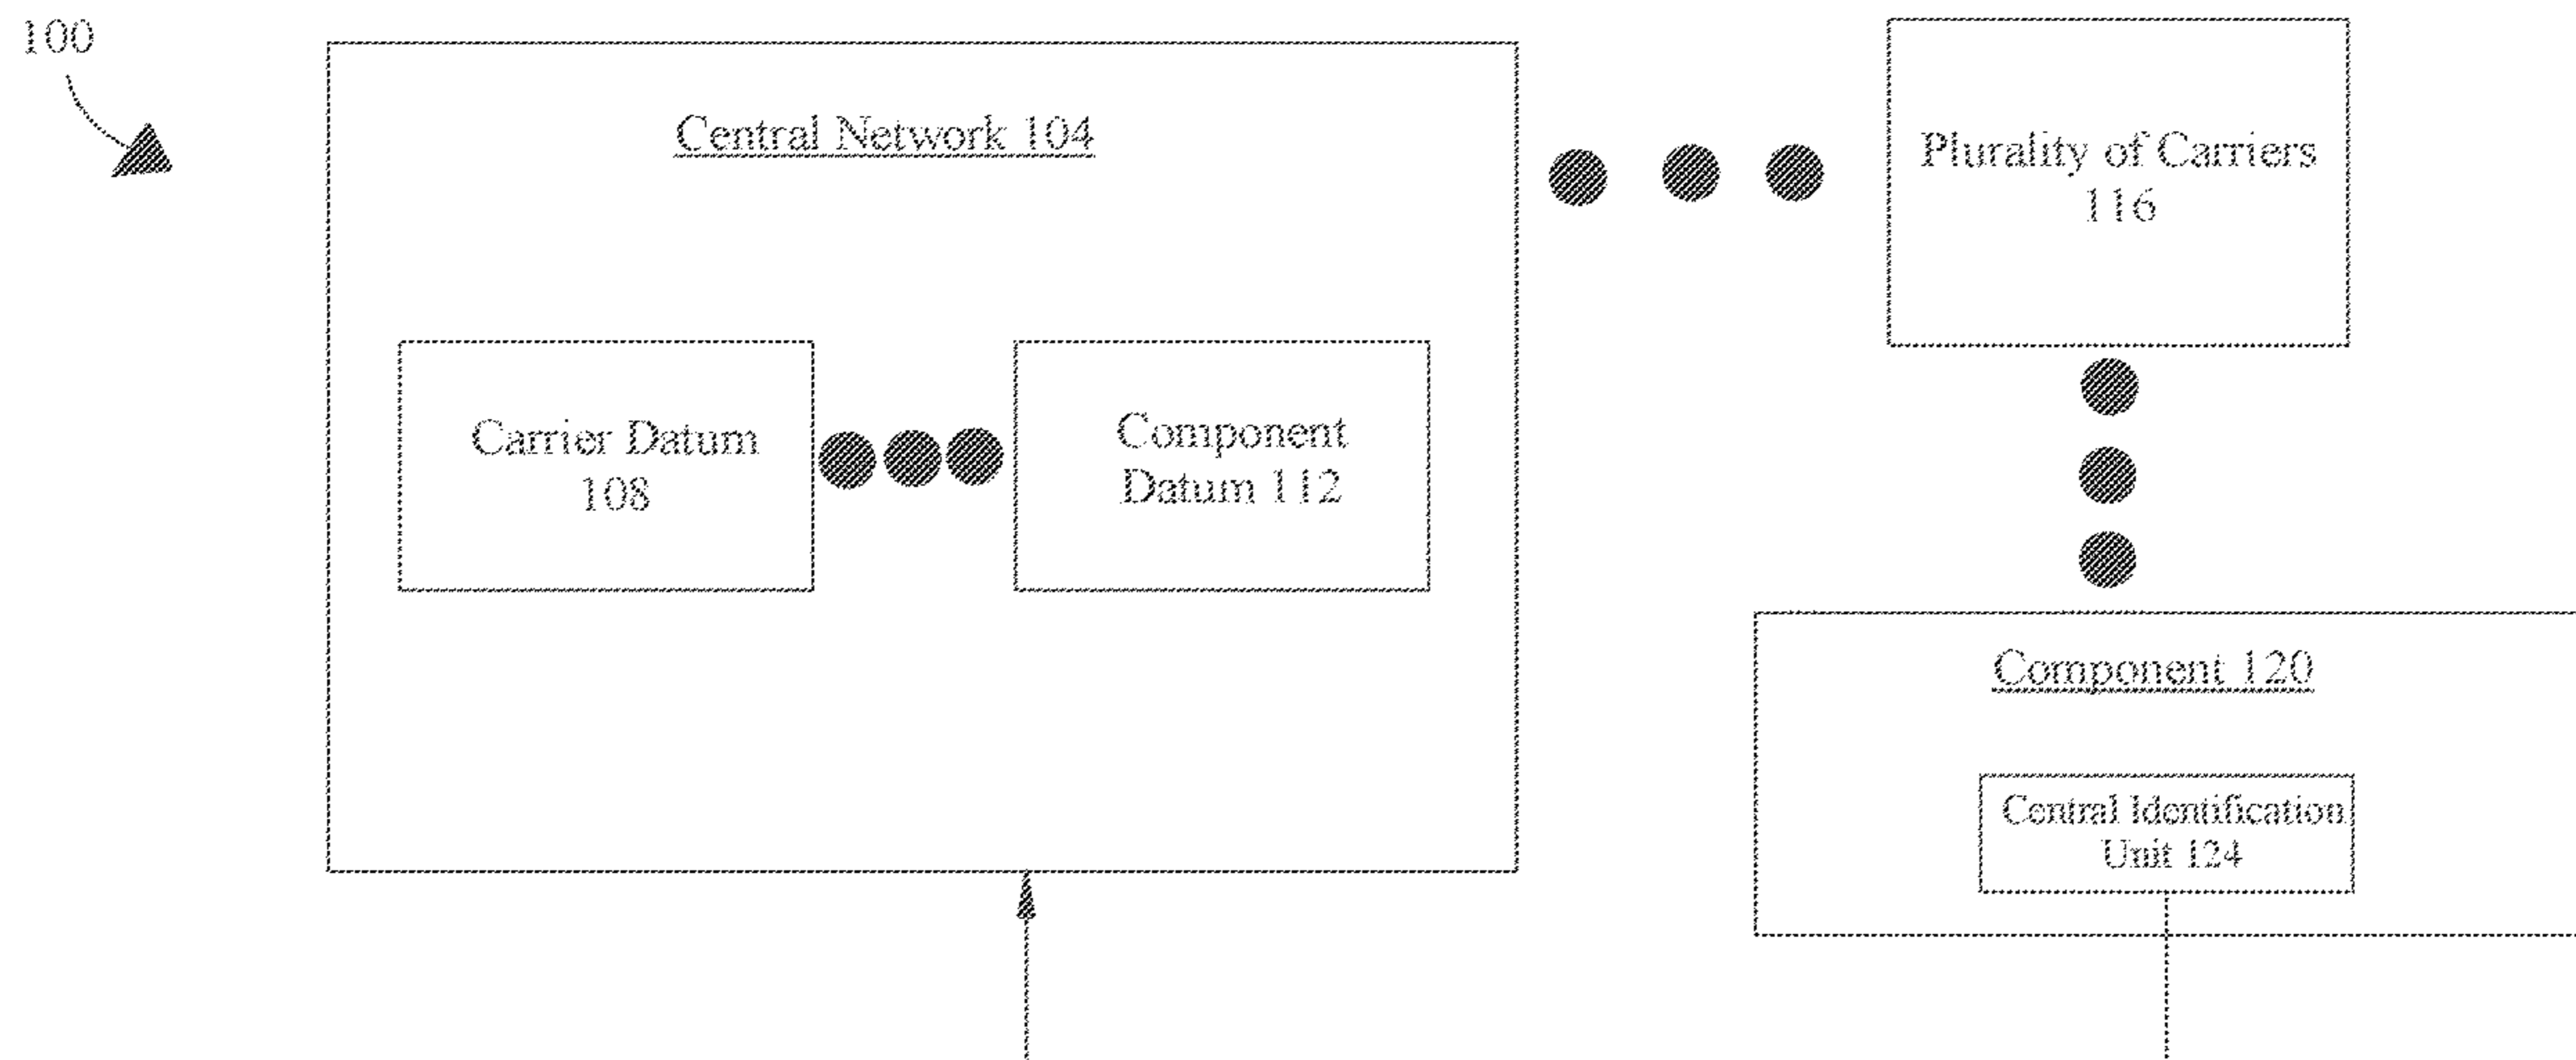 100
Central Network 104
Plurality of Carriers
116
Carrier Datum
108
Component
Datum 112
Component 120
Central Identification
Unit 124